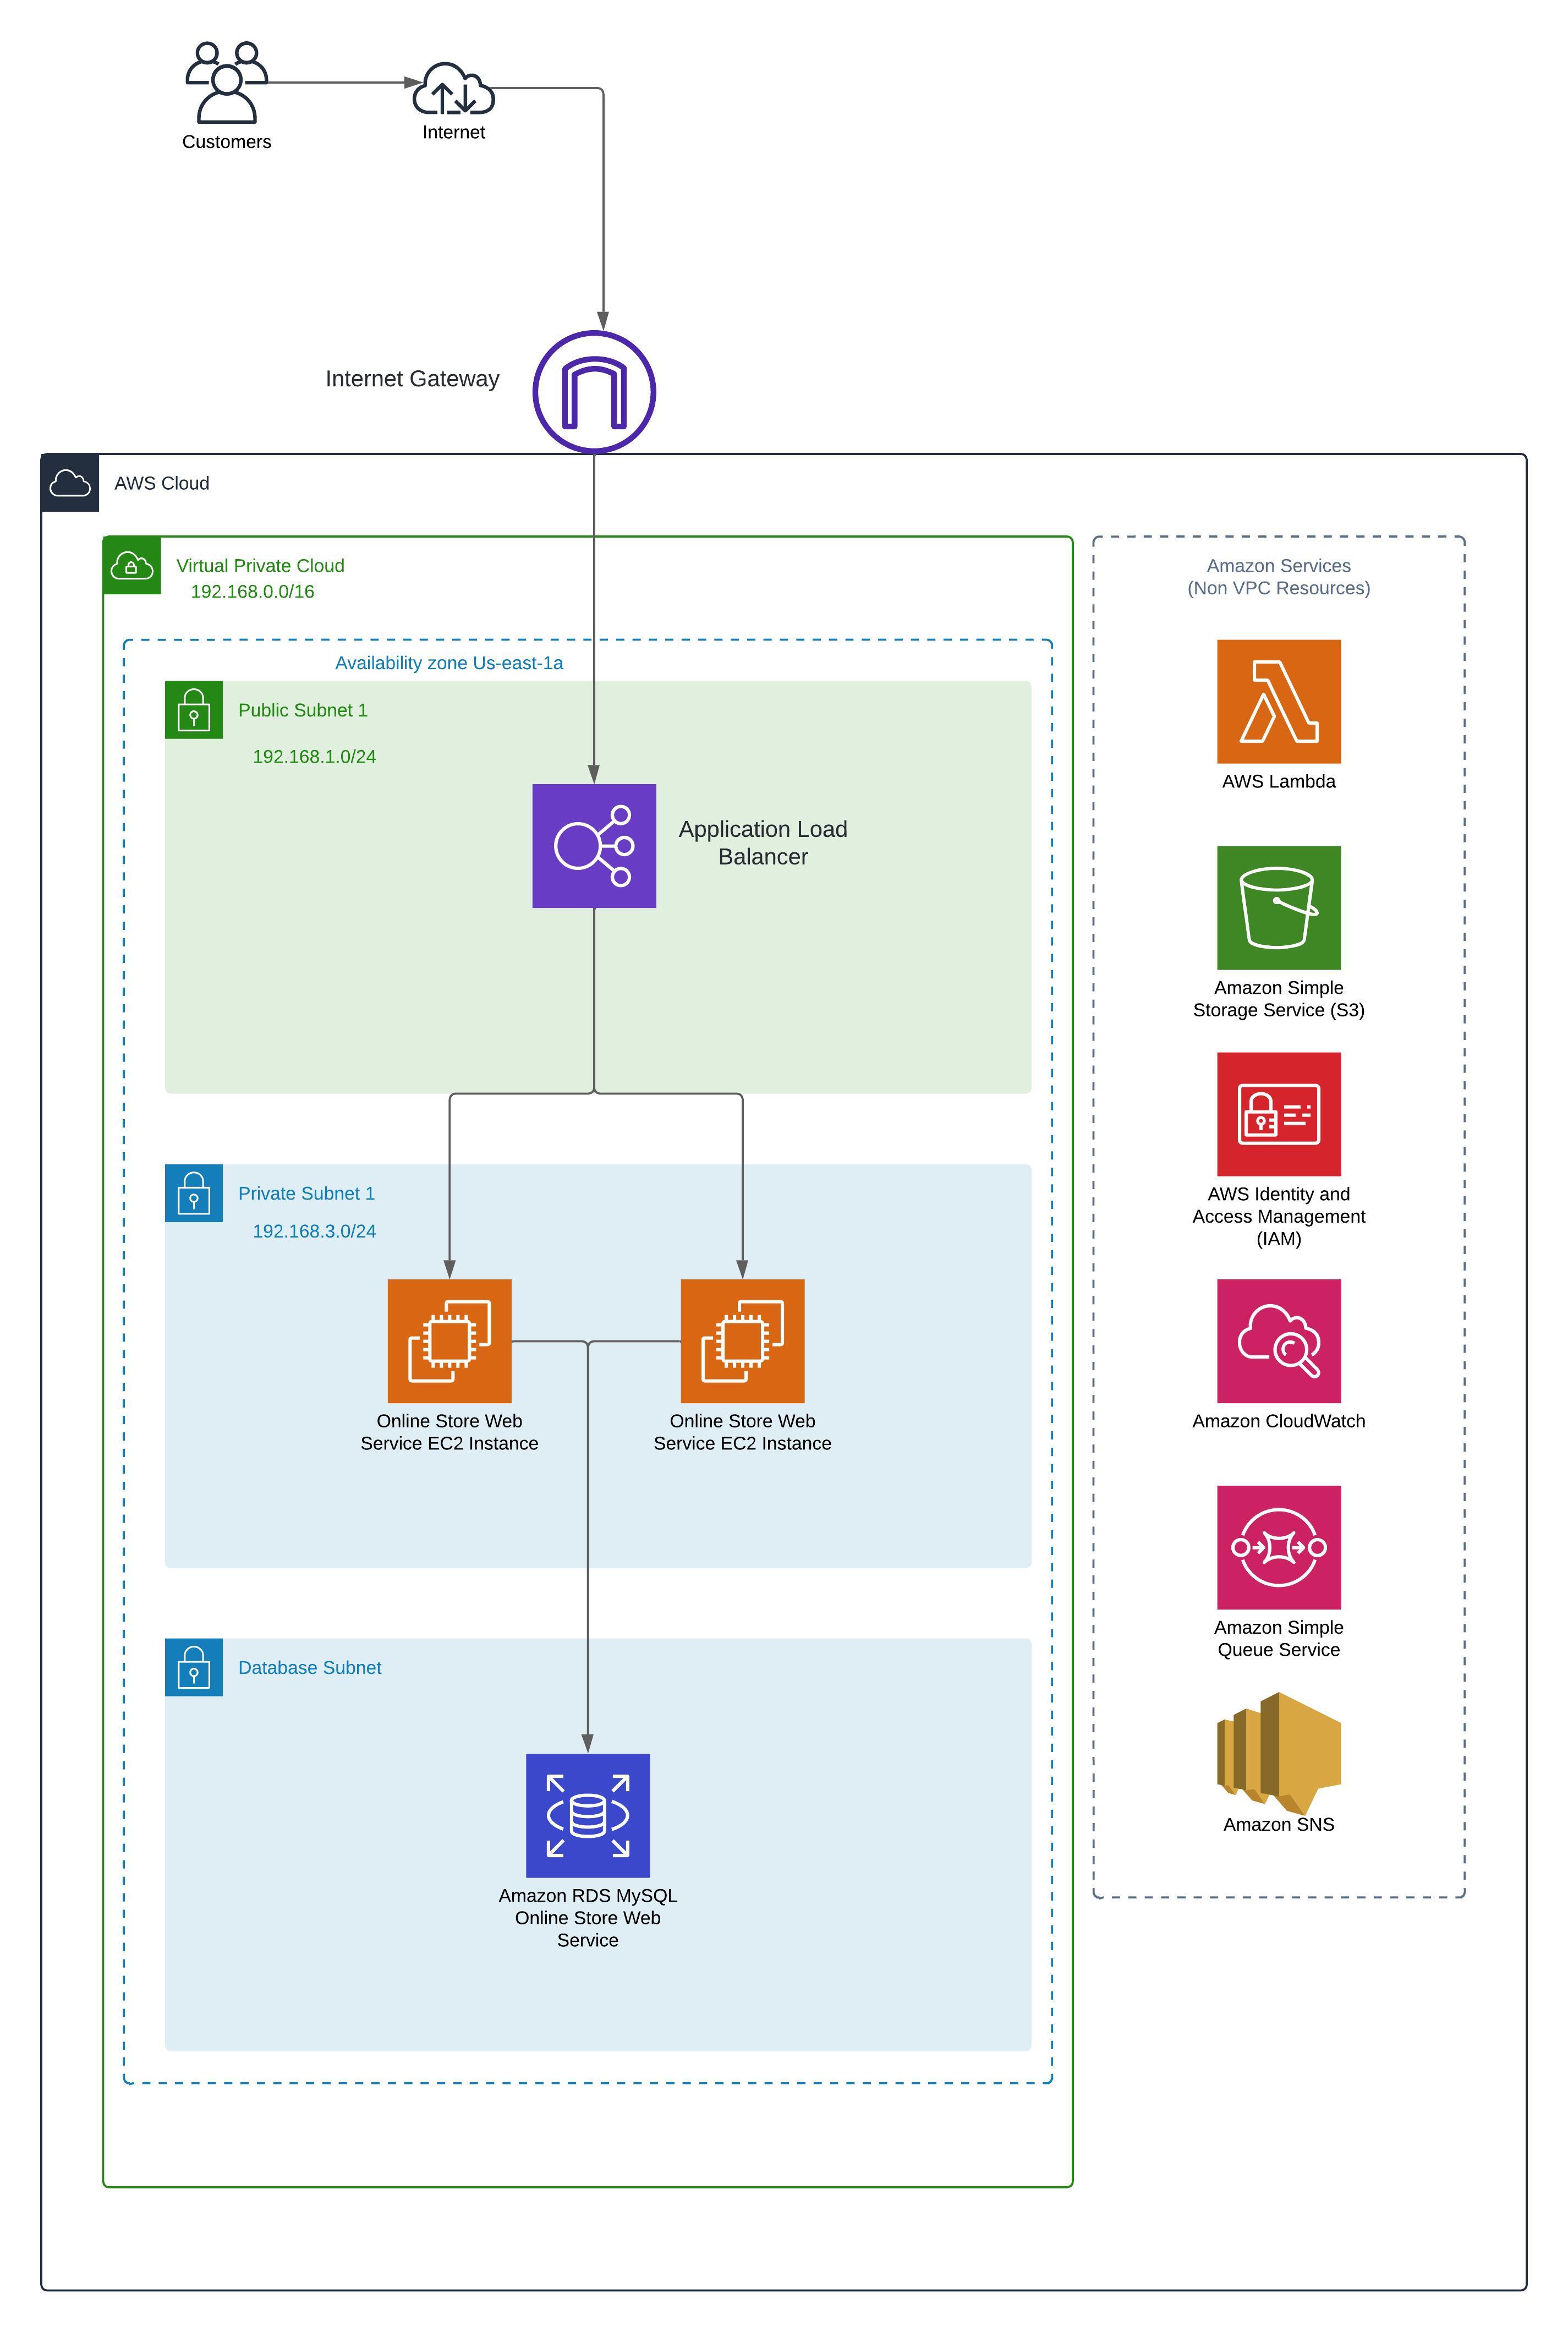 Customers
Internet
Internet Gateway
AWS Cloud
Virtual Private Cloud
192.168.0.0/16
Availability zone Us-east-1a
Public Subnet 1
192.168.1.0/24
Application Load
Balancer
Private Subnet 1
192.168.3.0/24
Online Store Web
Service EC2 Instance
Online Store Web
Service EC2 Instance
Database Subnet
Amazon RDS MySQL
Online Store Web
Service
Amazon Services
(Non VPC Resources)
AWS Lambda
Amazon Simple
Storage Service (S3)
AWS Identity and
Access Management
(IAM)
Amazon CloudWatch
Amazon Simple
Queue Service
Amazon SNS